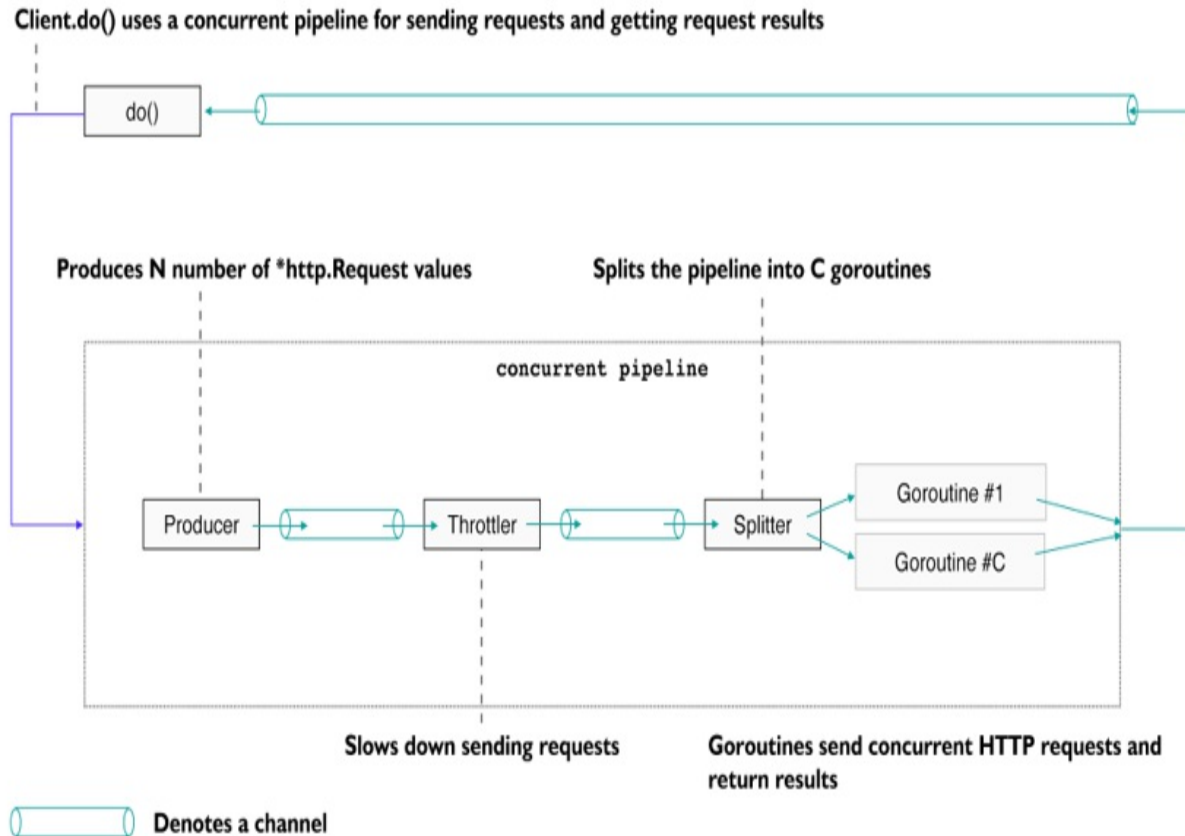 Client.do() uses a concurrent pipeline for sending requests and getting request results
do()
Produces N number of *http.Request values
Splits the pipeline into C goroutines
concurrent pipeline
Producer
Throttler
Splitter
Goroutine #1
Goroutine #C
Slows down sending requests
Goroutines send concurrent HTTP requests and
return results
Denotes a channel